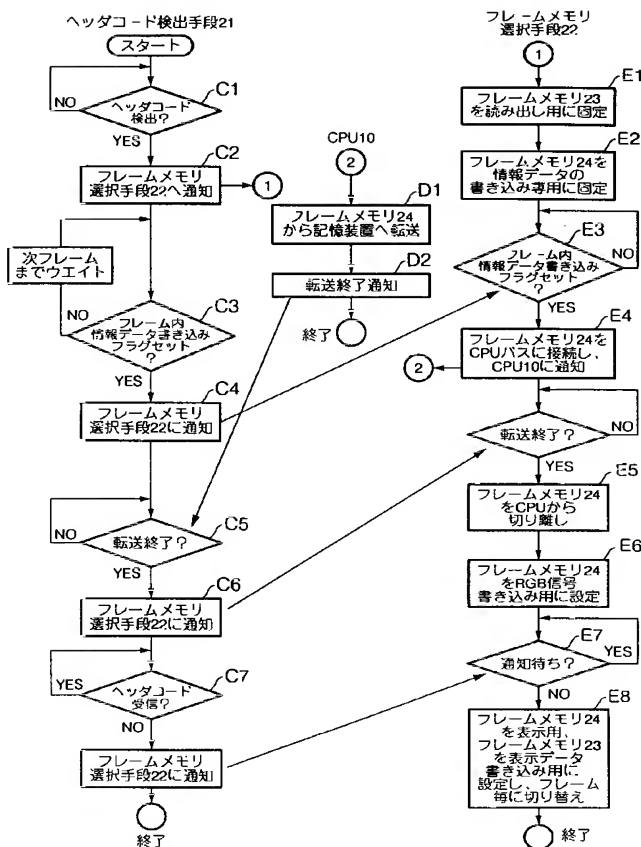 ヘッダコード検出手段21
スタート
C1
ヘッダコード
検出?
NO
YES
C2
フレームメモリ
選択手段22へ通知
1
次フレーム
までウエイト
C3
フレーム内
情報データ書き込み
フラグセット
?
NO
YES
C4
フレームメモリ
選択手段22に通知
C5
転送終了?
NO
YES
C6
フレームメモリ
選択手段22に通知
C7
ヘッダコード
受信?
YES
NO
フレームメモリ
選択手段22に通知
終了
CPU10
2
D1
フレームメモリ24
から記憶装置へ転送
D2
転送終了通知
終了
フレームメモリ
選択手段22
1
E1
フレームメモリ23
を読み出し用に固定
E2
フレームメモリ24を
情報データの
書き込み専用に固定
E3
フレーム内
情報データ書き込み
フラグセット
?
NO
YES
E4
フレームメモリ24を
CPUバスに接続し、
CPU10に通知
2
転送終了?
NO
YES
E5
フレームメモリ24
をCPUから
切り離し
E6
フレームメモリ24
をRGB信号
書き込み用に設定
E7
通知待ち?
YES
NO
E8
フレームメモリ24
を表示用、
フレームメモリ23
を表示データ
書き込み用に
設定し、フレーム
毎に切り替え
終了